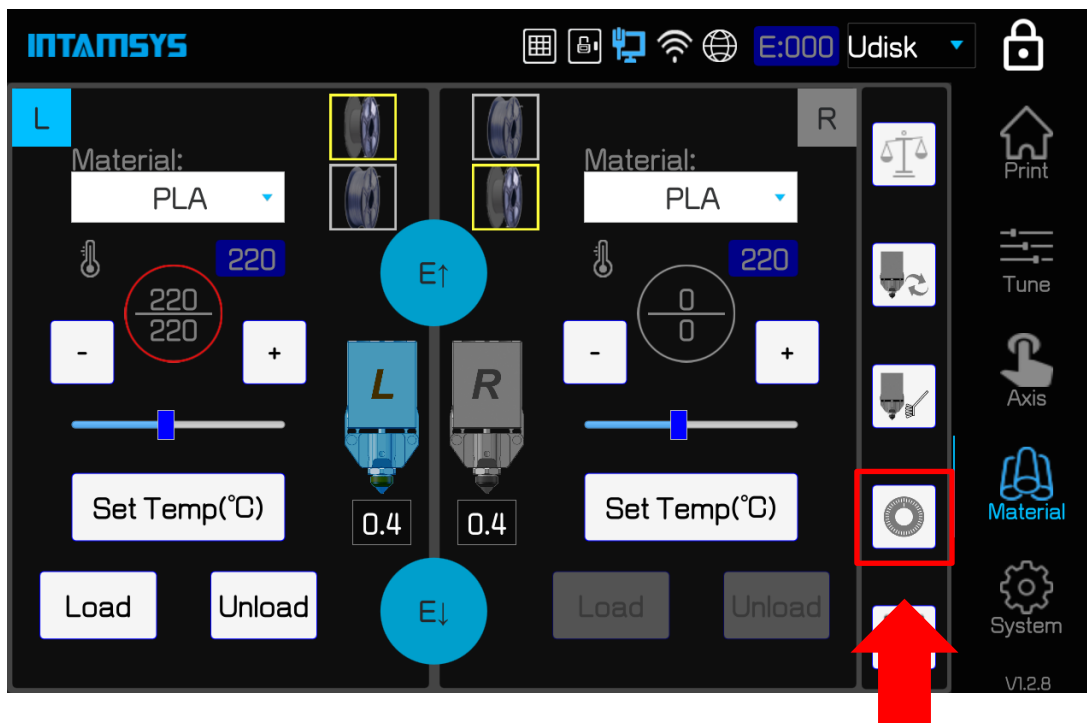 INTAMSYS
E:000
Udisk
L
R
Material:
Material:
PLA
PLA
Print
220
220
E↑
Tune
220
220
0
0
-
+
-
+
L
R
Axis
Set Temp(℃)
Set Temp(℃)
0.4
0.4
Material
Load
Unload
E↓
Load
Unload
System
V1.2.8